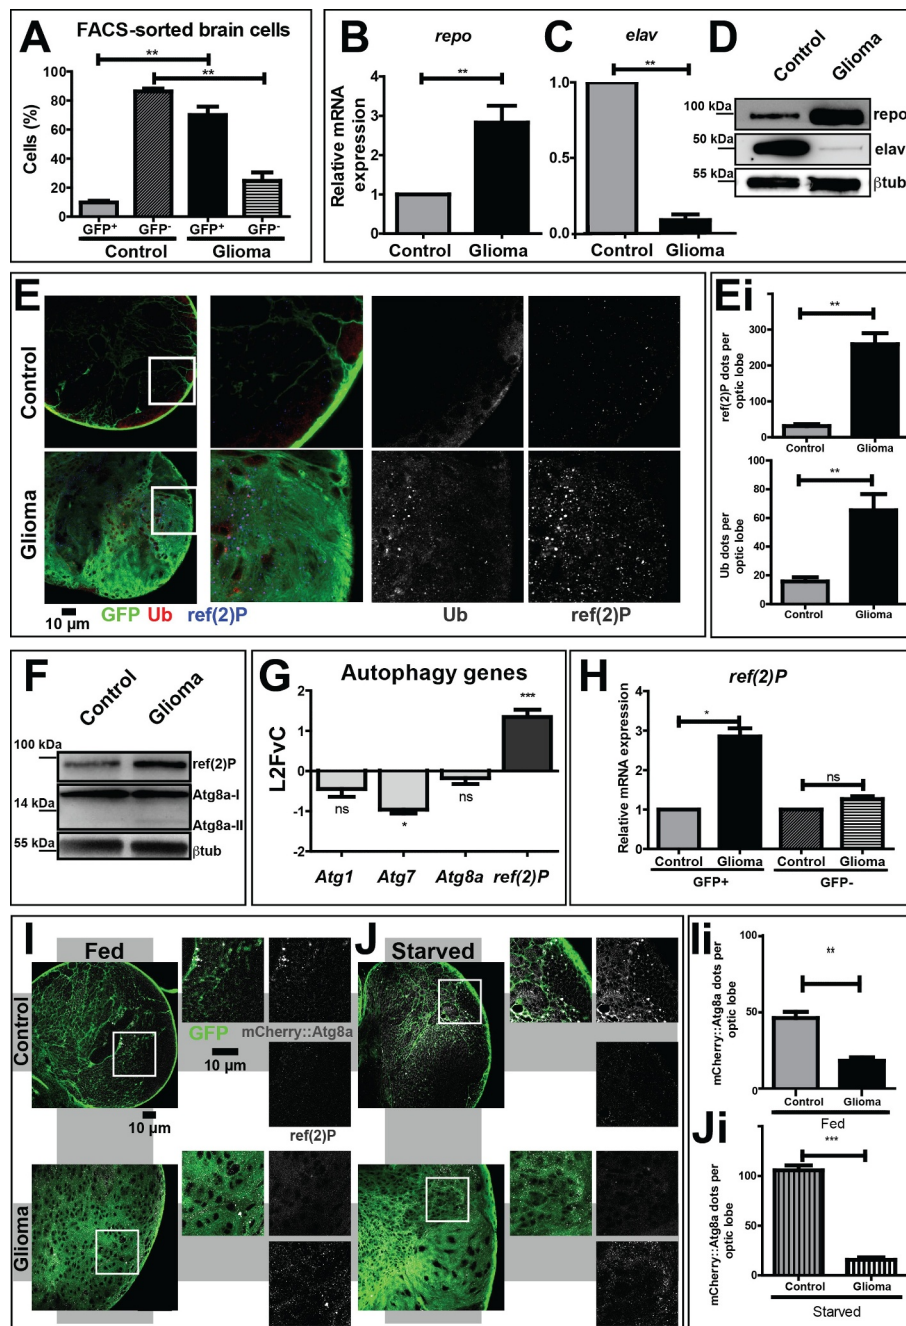 A
FACS-sorted brain cells
**
**
Cells (%)
100
80
60
40
20
0
GFP⁺ GFP⁻ GFP⁺ GFP⁻
Control Glioma
B
repo
**
Relative mRNA
expression
4
3
2
1
0
Control Glioma
C
elav
**
1.0
0.5
0.0
Control Glioma
D
Control Glioma
100 kDa
repo
50 kDa
elav
55 kDa
βtub
E
Control
Glioma
10 µm
GFP Ub ref(2)P
Ub
ref(2)P
Ei
**
ref(2)P dots per
optic lobe
300
200
100
0
Control Glioma
**
Ub dots per
optic lobe
80
60
40
20
0
Control Glioma
F
Control Glioma
100 kDa
ref(2)P
Atg8a-I
14 kDa
Atg8a-II
55 kDa
βtub
G
Autophagy genes
***
L2FvC
2
1
0
-1
-2
ns
*
ns
Atg1 Atg7 Atg8a ref(2)P
H
ref(2)P
*
ns
Relative mRNA expression
4
3
2
1
0
Control Glioma Control Glioma
GFP+ GFP-
I
Fed
J
Starved
Control
GFP mCherry::Atg8a
10 µm
10 µm
ref(2)P
Glioma
Ii
**
mCherry::Atg8a dots per
optic lobe
100
50
0
Control Glioma
Fed
Ji
***
mCherry::Atg8a dots per
optic lobe
100
50
0
Control Glioma
Starved